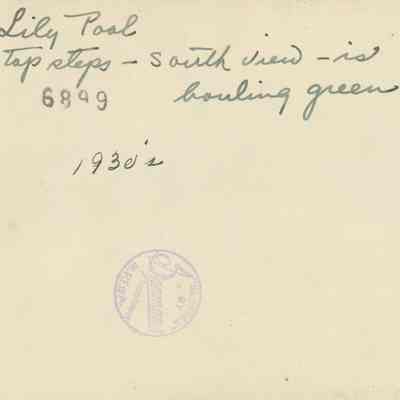 Lily Pool
top steps - south view - is
6899 bowling green
1930's